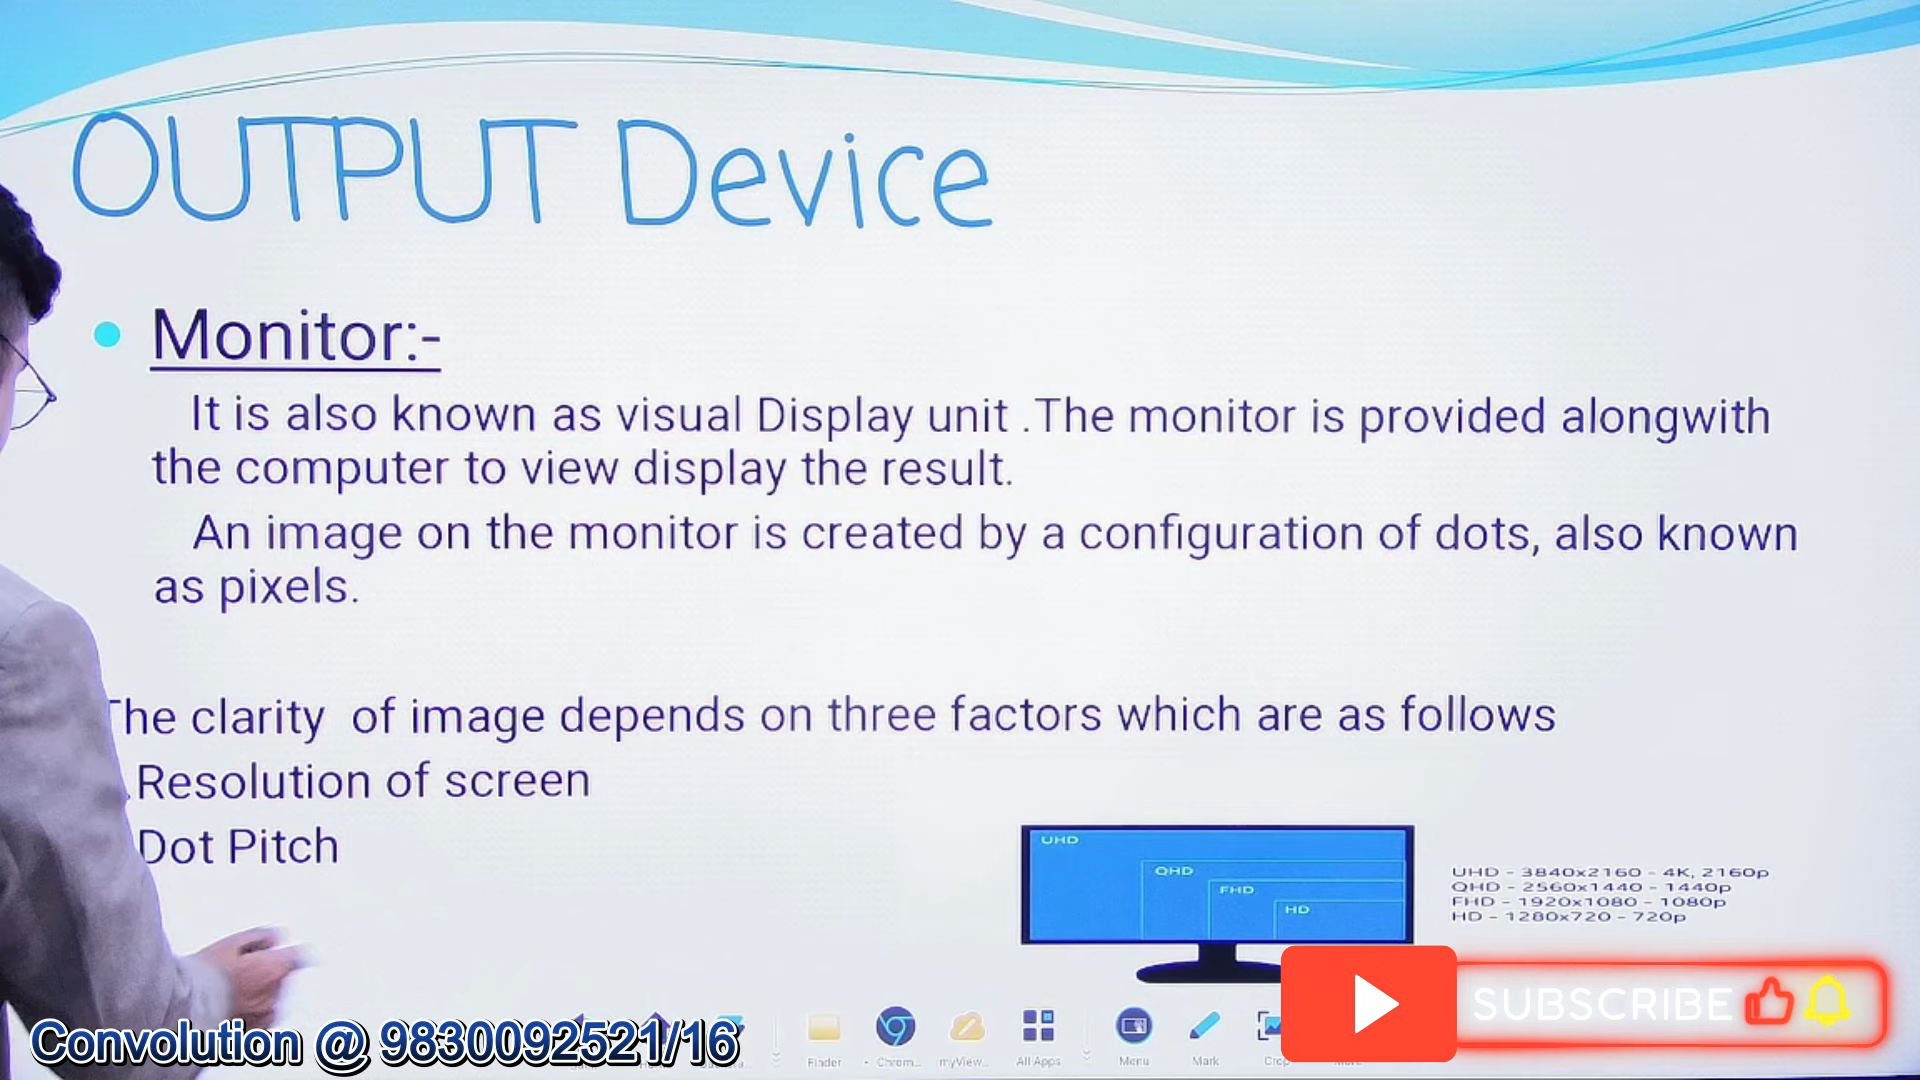 OUTPUT Device
Monitor:-
It is also known as visual Display unit .The monitor is provided alongwith
the computer to view display the result.
An image on the monitor is created by a configuration of dots, also known
as pixels.
The clarity of image depends on three factors which are as follows
.Resolution of screen
Dot Pitch
UHD
QHD
FHD
HD
UHD - 3840x2160 - 4K, 2160p
QHD - 2560x1440 - 1440p
FHD - 1920x1080 - 1080p
HD - 1280x720 - 720p
SUBSCRIBE
Convolution @ 9830092521/16
Finder
Chrom...
myView...
All Apps
Menu
Mark